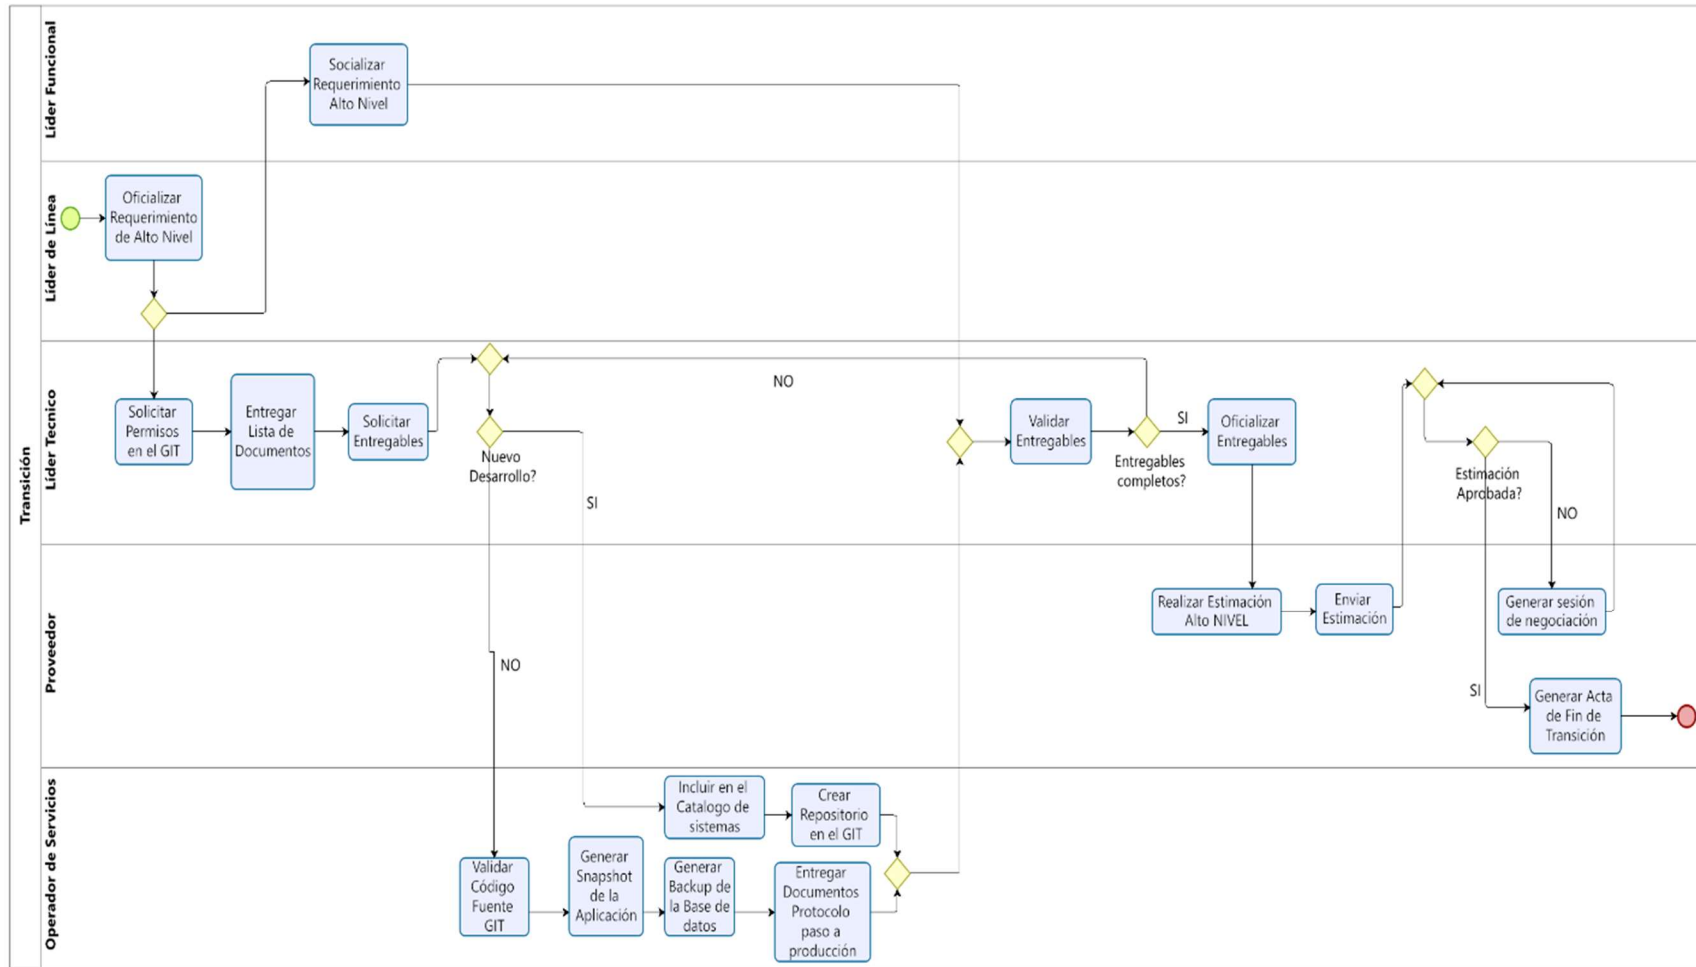 Transición
Líder Funcional
Socializar
Requerimiento
Alto Nivel
Líder de Línea
Oficializar
Requerimiento
de Alto Nivel
Líder Tecnico
Solicitar
Permisos
en el GIT
Entregar
Lista de
Documentos
Solicitar
Entregables
Nuevo
Desarrollo?
SI
NO
NO
Validar
Entregables
Entregables
completos?
SI
Oficializar
Entregables
Estimación
Aprobada?
NO
SI
Proveedor
Realizar Estimación
Alto NIVEL
Enviar
Estimación
Generar sesión
de negociación
Generar Acta
de Fin de
Transición
Operador de Servicios
Incluir en el
Catalogo de
sistemas
Crear
Repositorio
en el GIT
Validar
Código
Fuente
GIT
Generar
Snapshot
de la
Aplicación
Generar
Backup de
la Base de
datos
Entregar
Documentos
Protocolo
paso a
producción